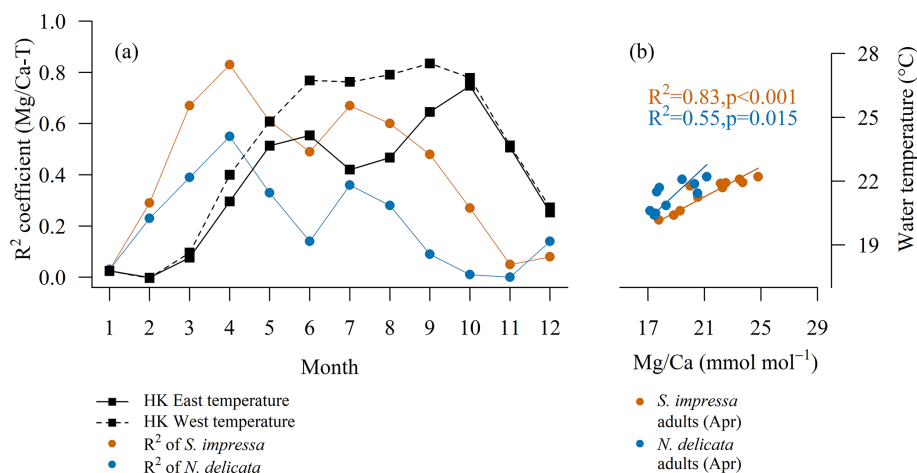 (a)
R² coefficient (Mg/Ca-T)
1.0
0.8
0.6
0.4
0.2
0.0
1 2 3 4 5 6 7 8 9 10 11 12
Month
HK East temperature
HK West temperature
R² of S. impressa
R² of N. delicata
(b)
R²=0.83,p<0.001
R²=0.55,p=0.015
28
25
22
19
Water temperature (°C)
17 21 25 29
Mg/Ca (mmol mol⁻¹)
S. impressa
adults (Apr)
N. delicata
adults (Apr)